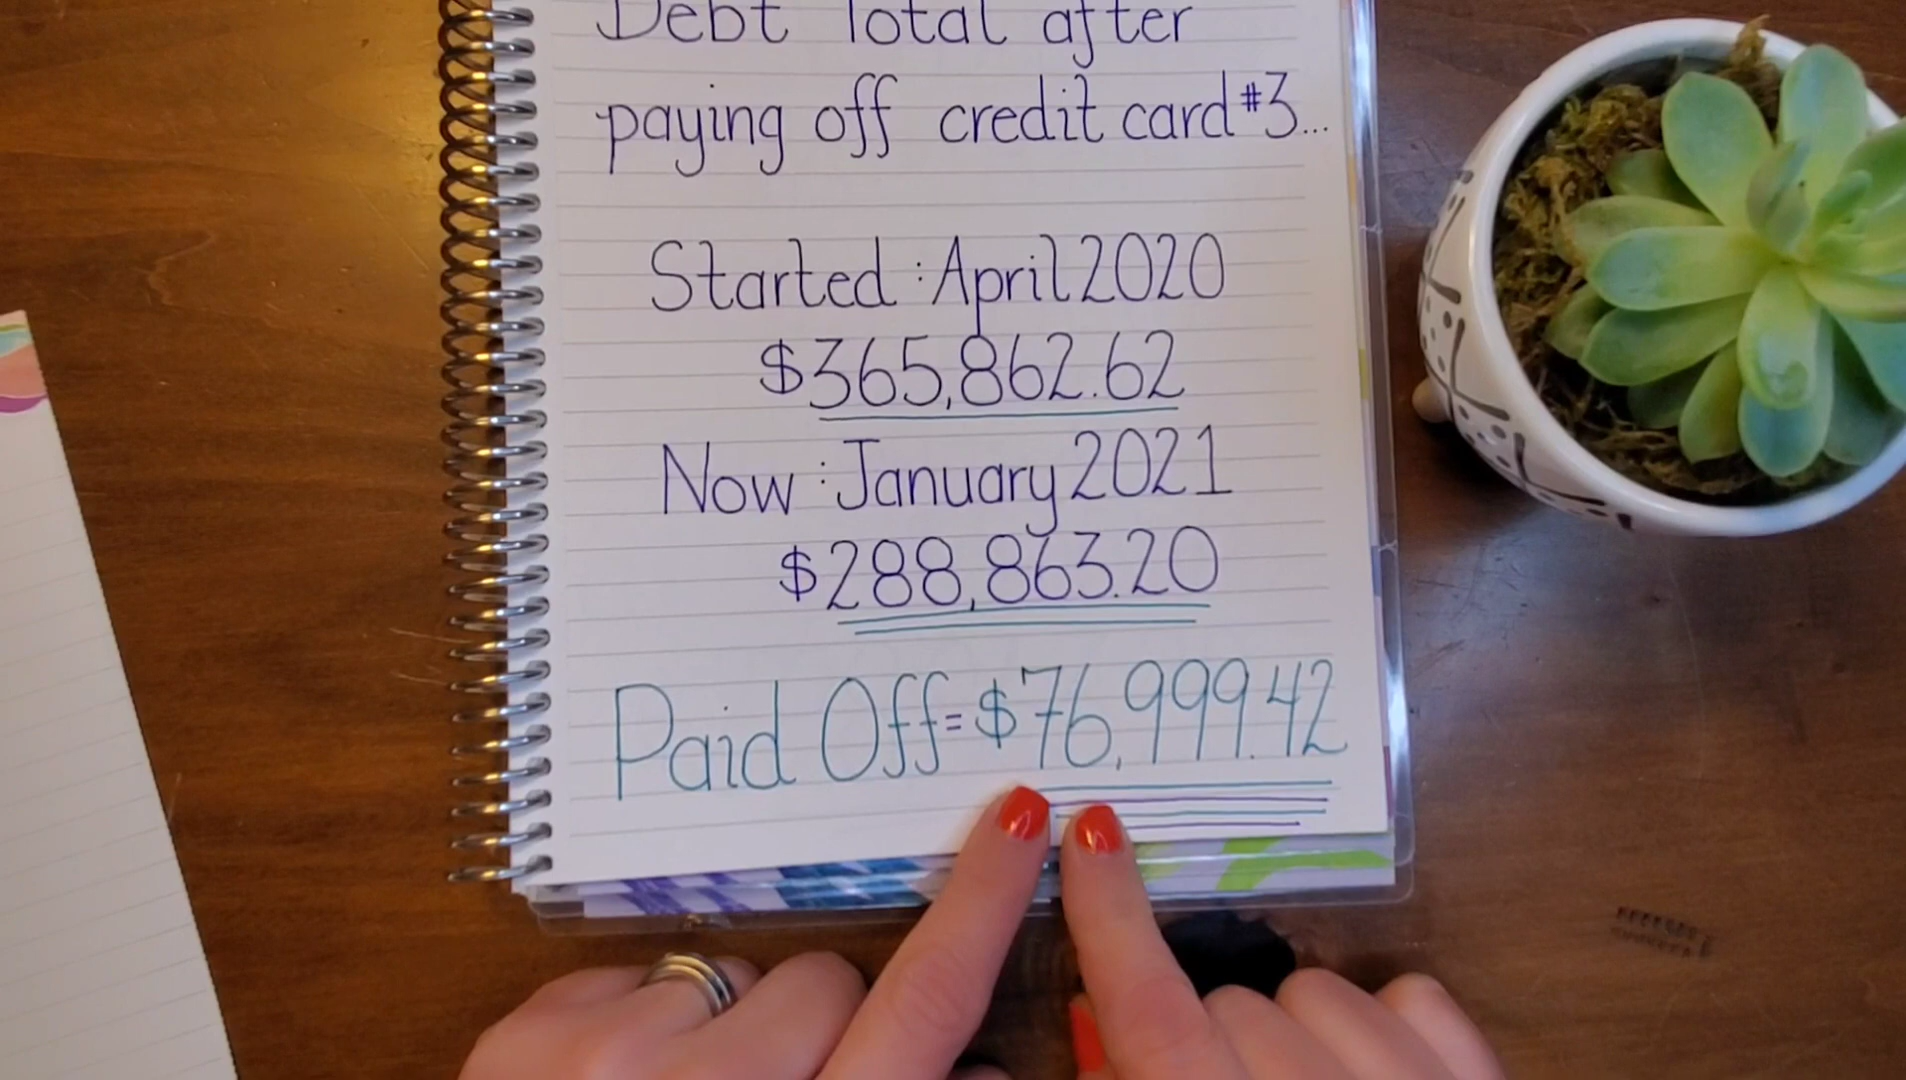 Debt Total after
paying off credit card #3...
Started : April 2020
$365,862.62
Now : January 2021
$288,863.20
Paid Off = $76,999.42